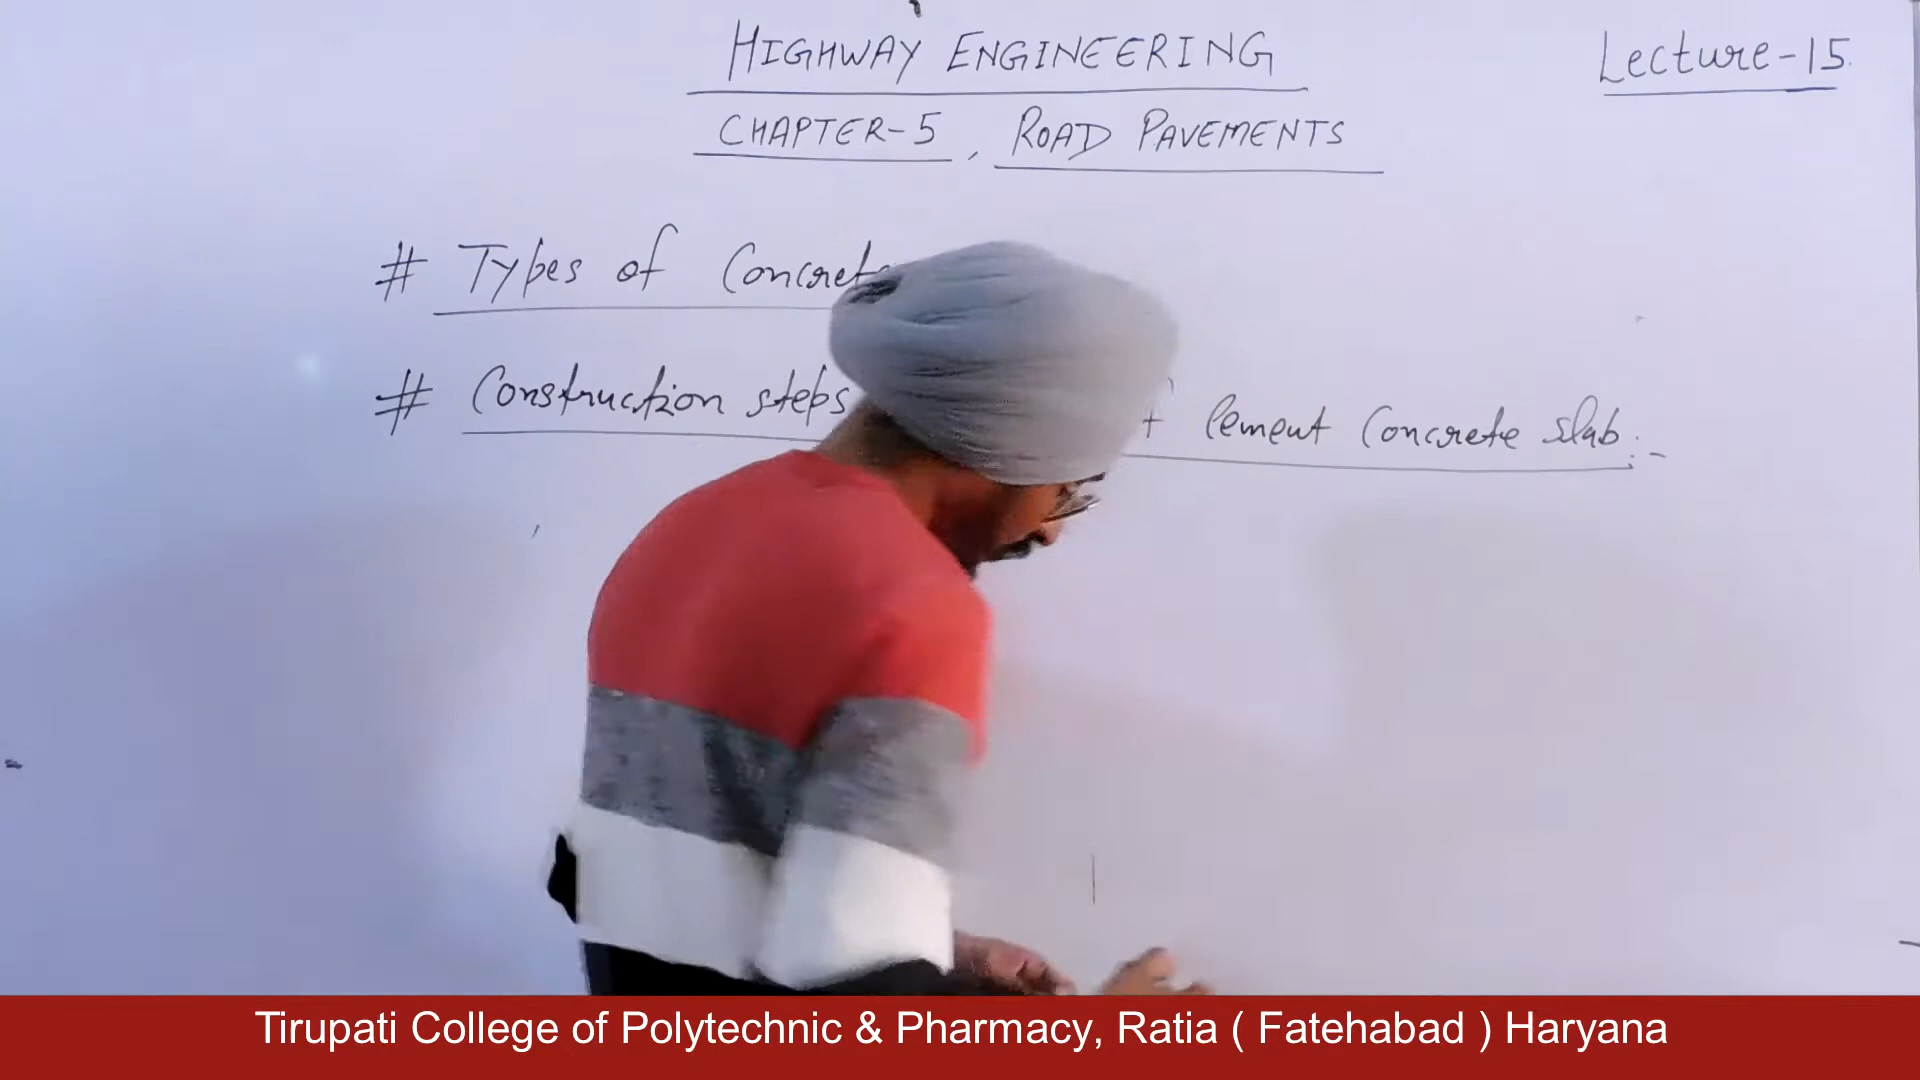 HIGHWAY ENGINEERING
Lecture-15.
CHAPTER-5, ROAD PAVEMENTS
# Types of Concrete
# Construction steps Cement Concrete slab:-
Tirupati College of Polytechnic & Pharmacy, Ratia ( Fatehabad ) Haryana